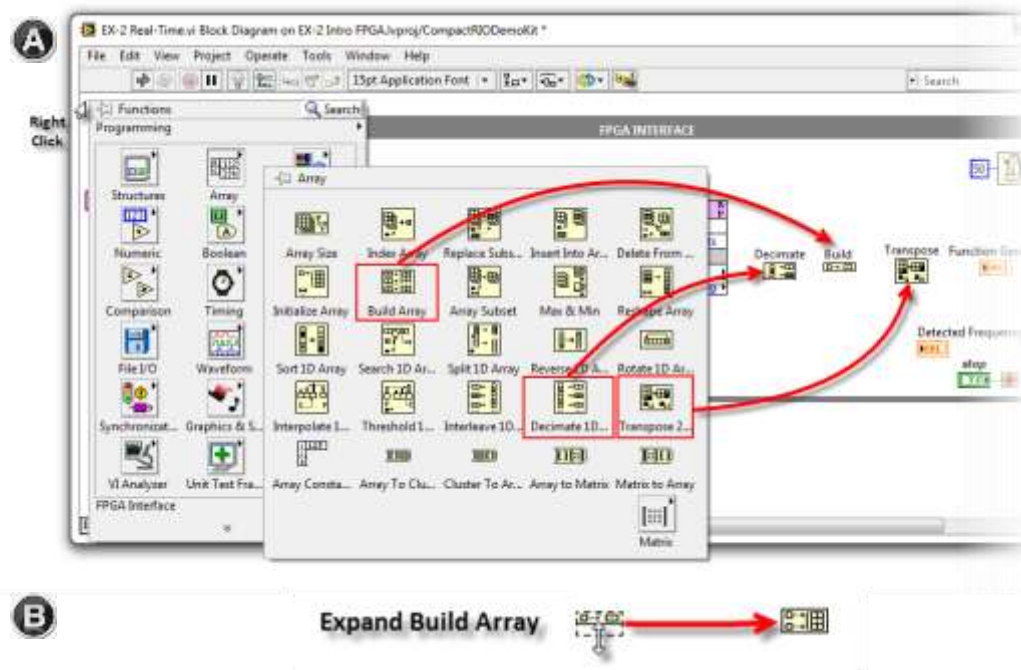 A
EX-2 Real-Time.vi Block Diagram on EX-2 Intro FPGA.lvproj/CompactRIODemoKit *
File Edit View Project Operate Tools Window Help
15pt Application Font
Search
Right Click
Functions
Search
Programming
FPGA INTERFACE
Structures Array
Array
50
Numeric Boolean
Array Size Index Array Replace Subs... Insert Into Ar... Delete From ...
Decimate Build Transpose Function Gen
Comparison Timing
Initialize Array Build Array Array Subset Max & Min Reshape Array
File I/O Waveform
Sort 1D Array Search 1D Ar... Split 1D Array Reverse 1D A... Rotate 1D Ar...
Detected Frequenc
stop
Synchronizat... Graphics & S...
Interpolate 1... Threshold 1... Interleave 1D... Decimate 1D... Transpose 2...
VI Analyzer Unit Test Fra...
Array Consta... Array To Clu... Cluster To Ar... Array to Matrix Matrix to Array
FPGA Interface
Matrix
B
Expand Build Array